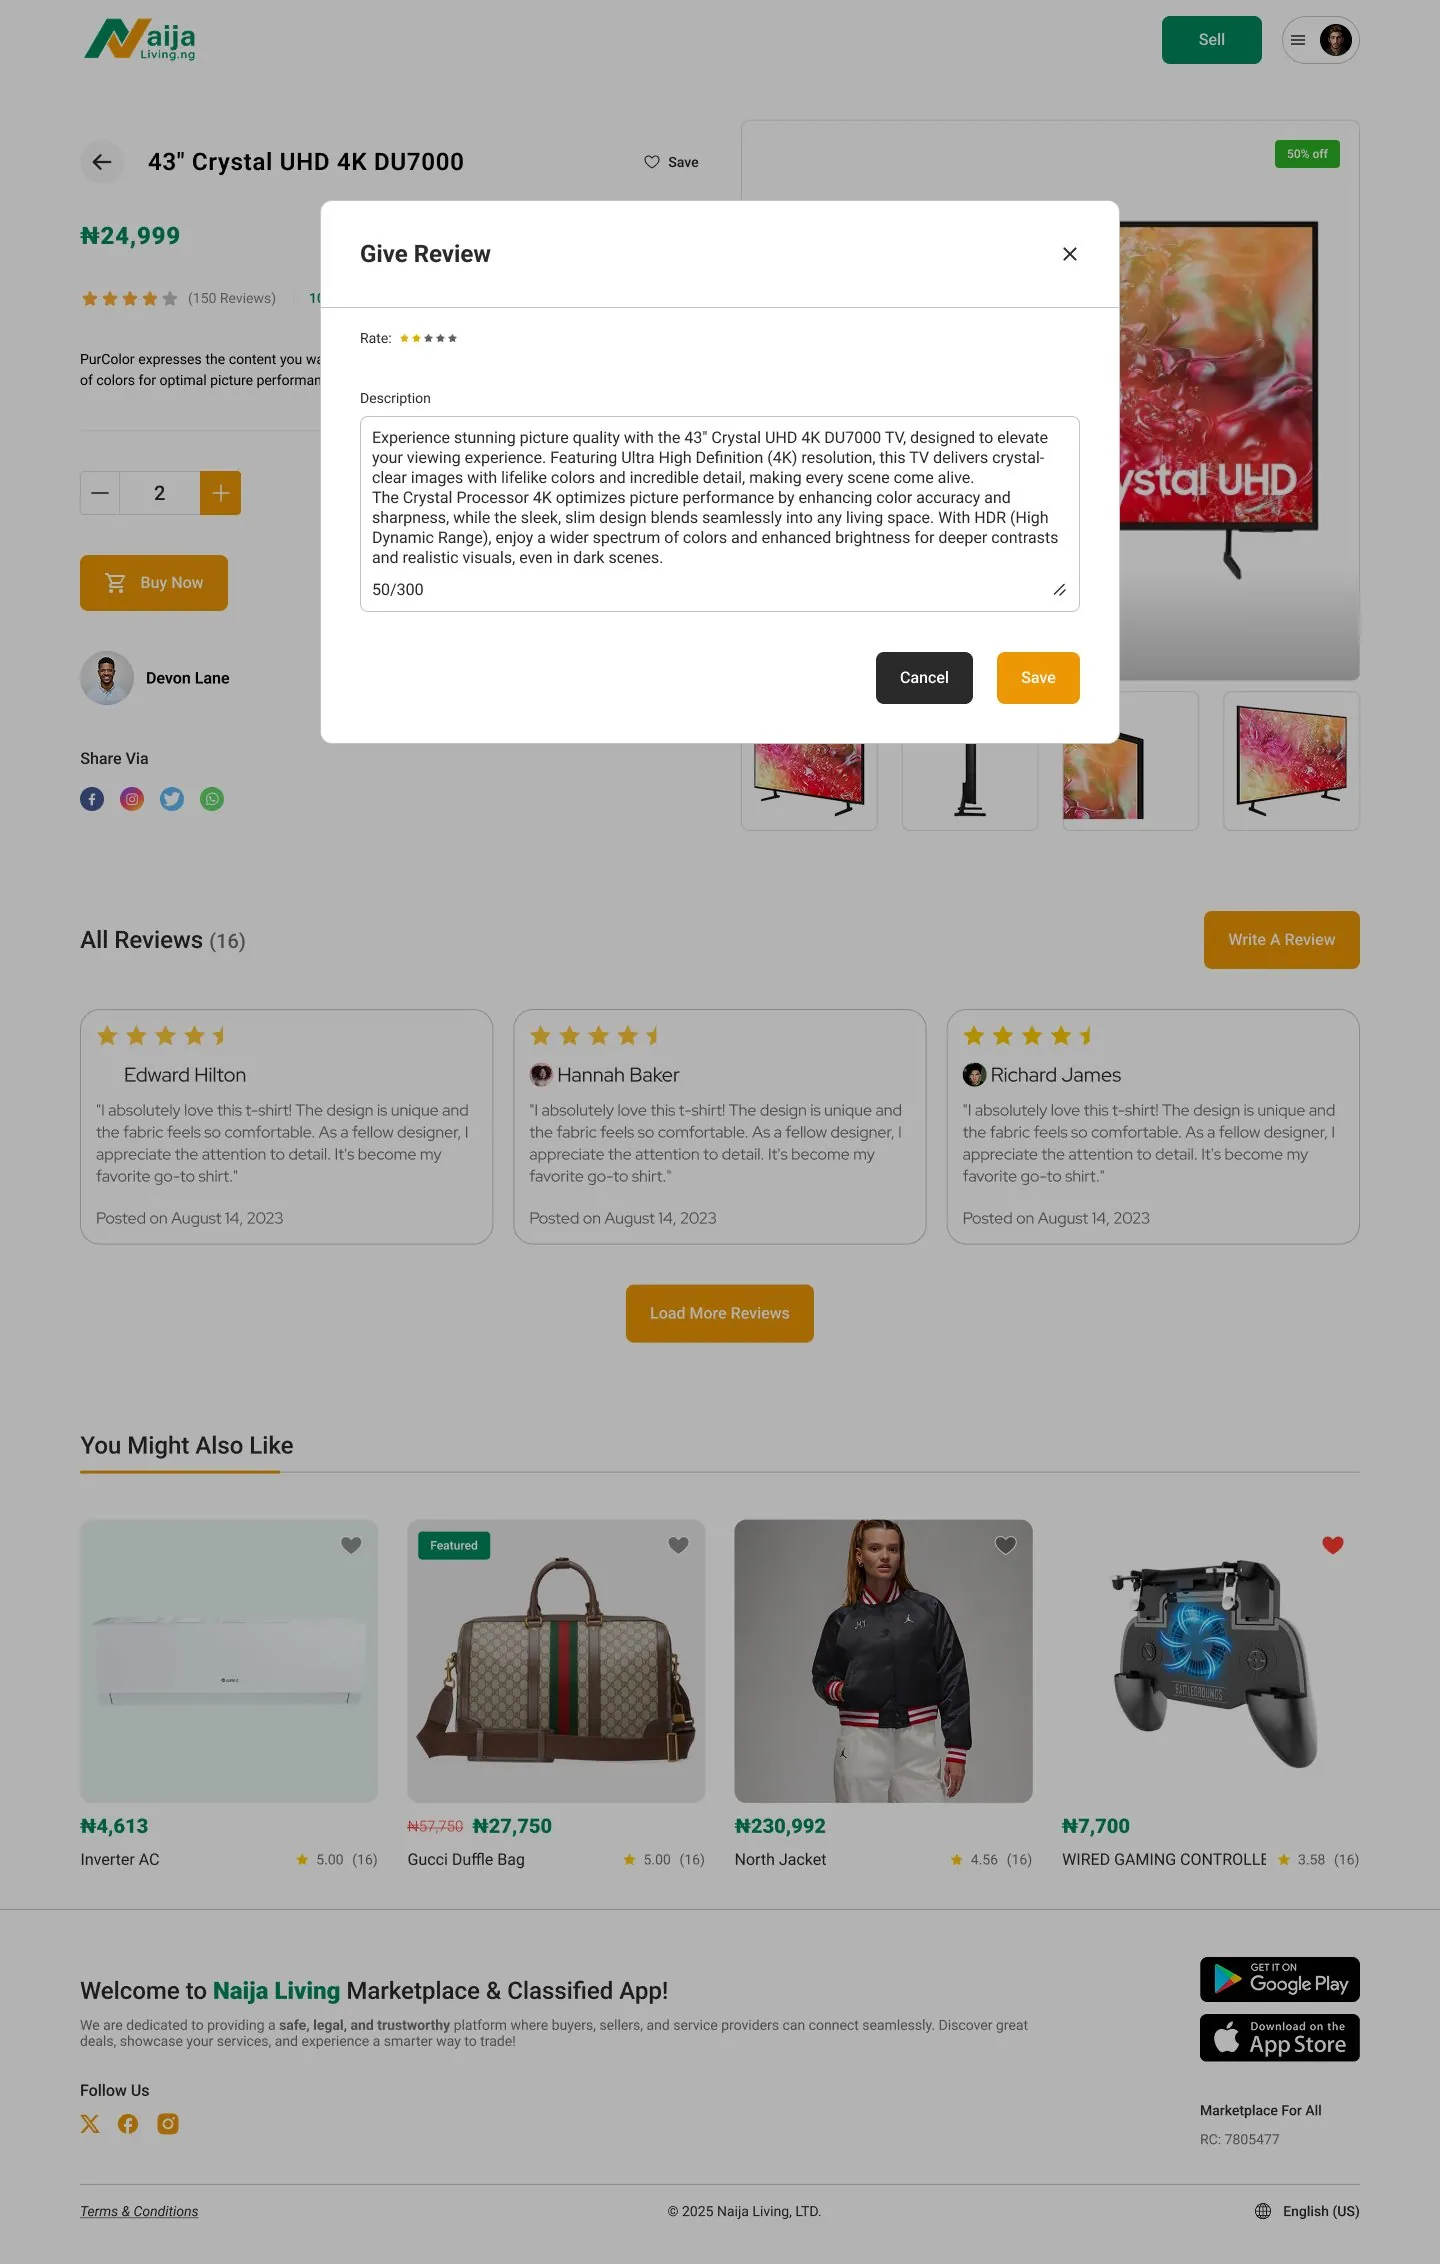 Naija
Living.ng
Sell
43" Crystal UHD 4K DU7000
Save
50% off
₦24,999
(150 Reviews)
PurColor expresses the content you
of colors for optimal picture
2
Buy Now
Devon Lane
Share Via
Give Review
Rate:
Description
Experience stunning picture quality with the 43" Crystal UHD 4K DU7000 TV, designed to elevate
your viewing experience. Featuring Ultra High Definition (4K) resolution, this TV delivers crystal-
clear images with lifelike colors and incredible detail, making every scene come alive.
The Crystal Processor 4K optimizes picture performance by enhancing color accuracy and
sharpness, while the sleek, slim design blends seamlessly into any living space. With HDR (High
Dynamic Range), enjoy a wider spectrum of colors and enhanced brightness for deeper contrasts
and realistic visuals, even in dark scenes.
50/300
Cancel
Save
ystal UHD
All Reviews (16)
Write A Review
Edward Hilton
"I absolutely love this t-shirt! The design is unique and
the fabric feels so comfortable. As a fellow designer, I
appreciate the attention to detail. It's become my
favorite go-to shirt."
Posted on August 14, 2023
Hannah Baker
"I absolutely love this t-shirt! The design is unique and
the fabric feels so comfortable. As a fellow designer, I
appreciate the attention to detail. It's become my
favorite go-to shirt."
Posted on August 14, 2023
Richard James
"I absolutely love this t-shirt! The design is unique and
the fabric feels so comfortable. As a fellow designer, I
appreciate the attention to detail. It's become my
favorite go-to shirt."
Posted on August 14, 2023
Load More Reviews
You Might Also Like
₦4,613
Inverter AC
5.00 (16)
Featured
₦57,750 ₦27,750
Gucci Duffle Bag
5.00 (16)
₦230,992
North Jacket
4.56 (16)
BATTLEGROUNDS
₦7,700
WIRED GAMING CONTROLLE
3.58 (16)
Welcome to Naija Living Marketplace & Classified App!
We are dedicated to providing a safe, legal, and trustworthy platform where buyers, sellers, and service providers can connect seamlessly. Discover great
deals, showcase your services, and experience a smarter way to trade!
Follow Us
GET IT ON
Google Play
Download on the
App Store
Marketplace For All
RC: 7805477
Terms & Conditions
© 2025 Naija Living, LTD.
English (US)